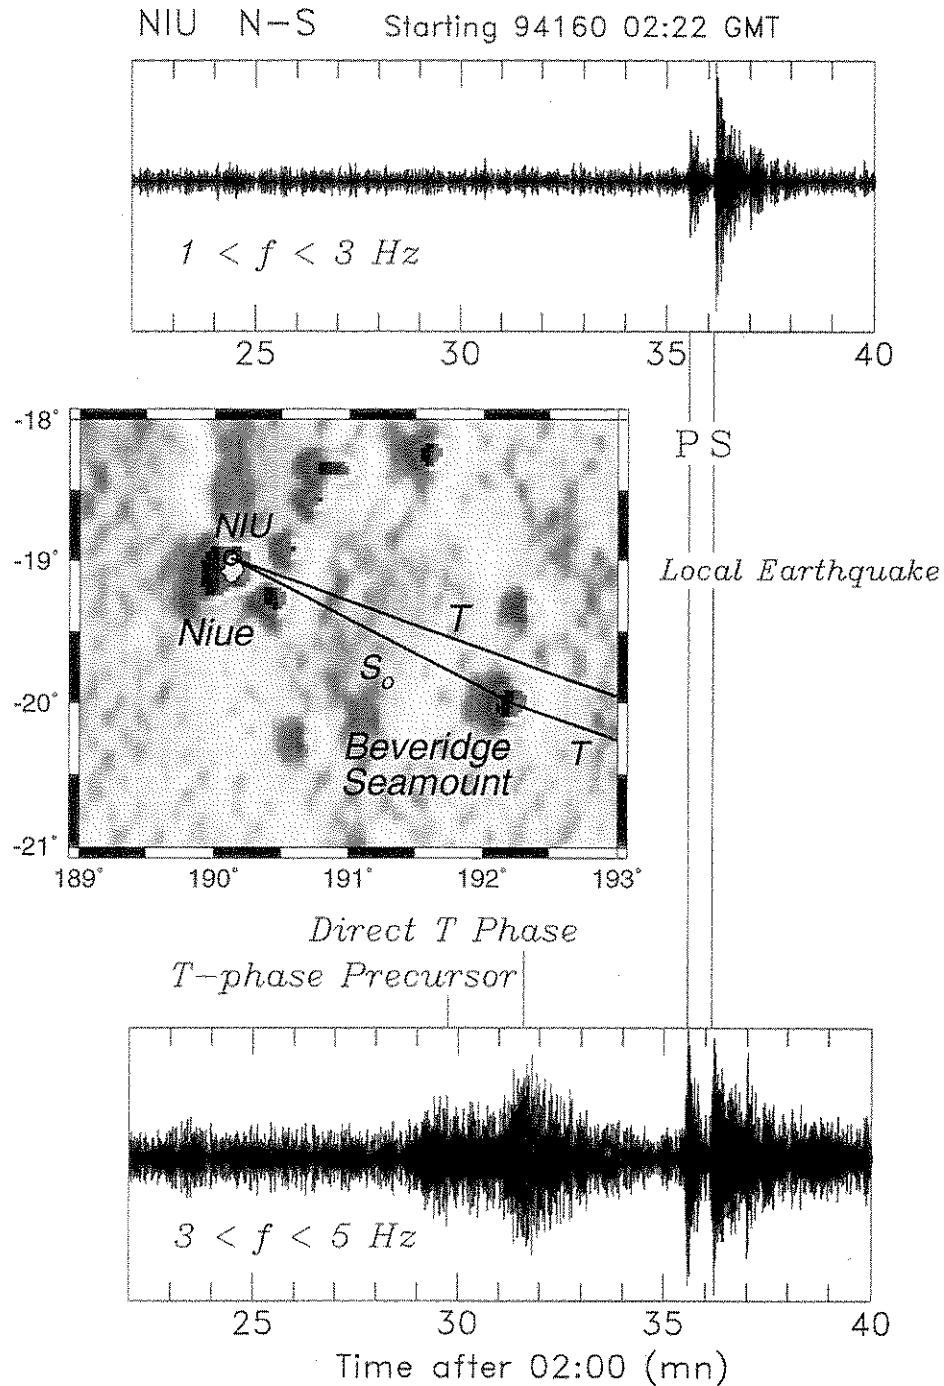 NIU N-S Starting 94160 02:22 GMT
1 < f < 3 Hz
25 30 35 40
P S
-18°
NIU
-19°
Local Earthquake
T
Niue
S₀
-20°
Beveridge
T
Seamount
-21°
189° 190° 191° 192° 193°
Direct T Phase
T-phase Precursor
3 < f < 5 Hz
25 30 35 40
Time after 02:00 (mn)